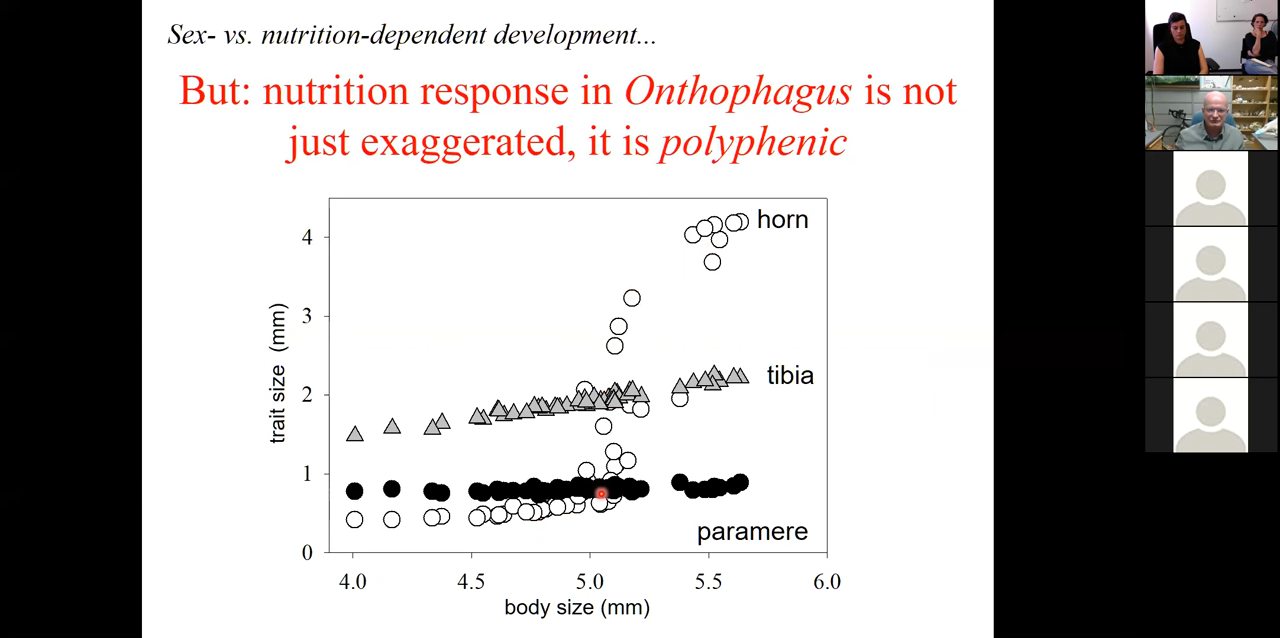 Sex- vs. nutrition-dependent development...
But: nutrition response in Onthophagus is not
just exaggerated, it is polyphenic
horn
tibia
paramere
trait size (mm)
4
3
2
1
0
4.0 4.5 5.0 5.5 6.0
body size (mm)